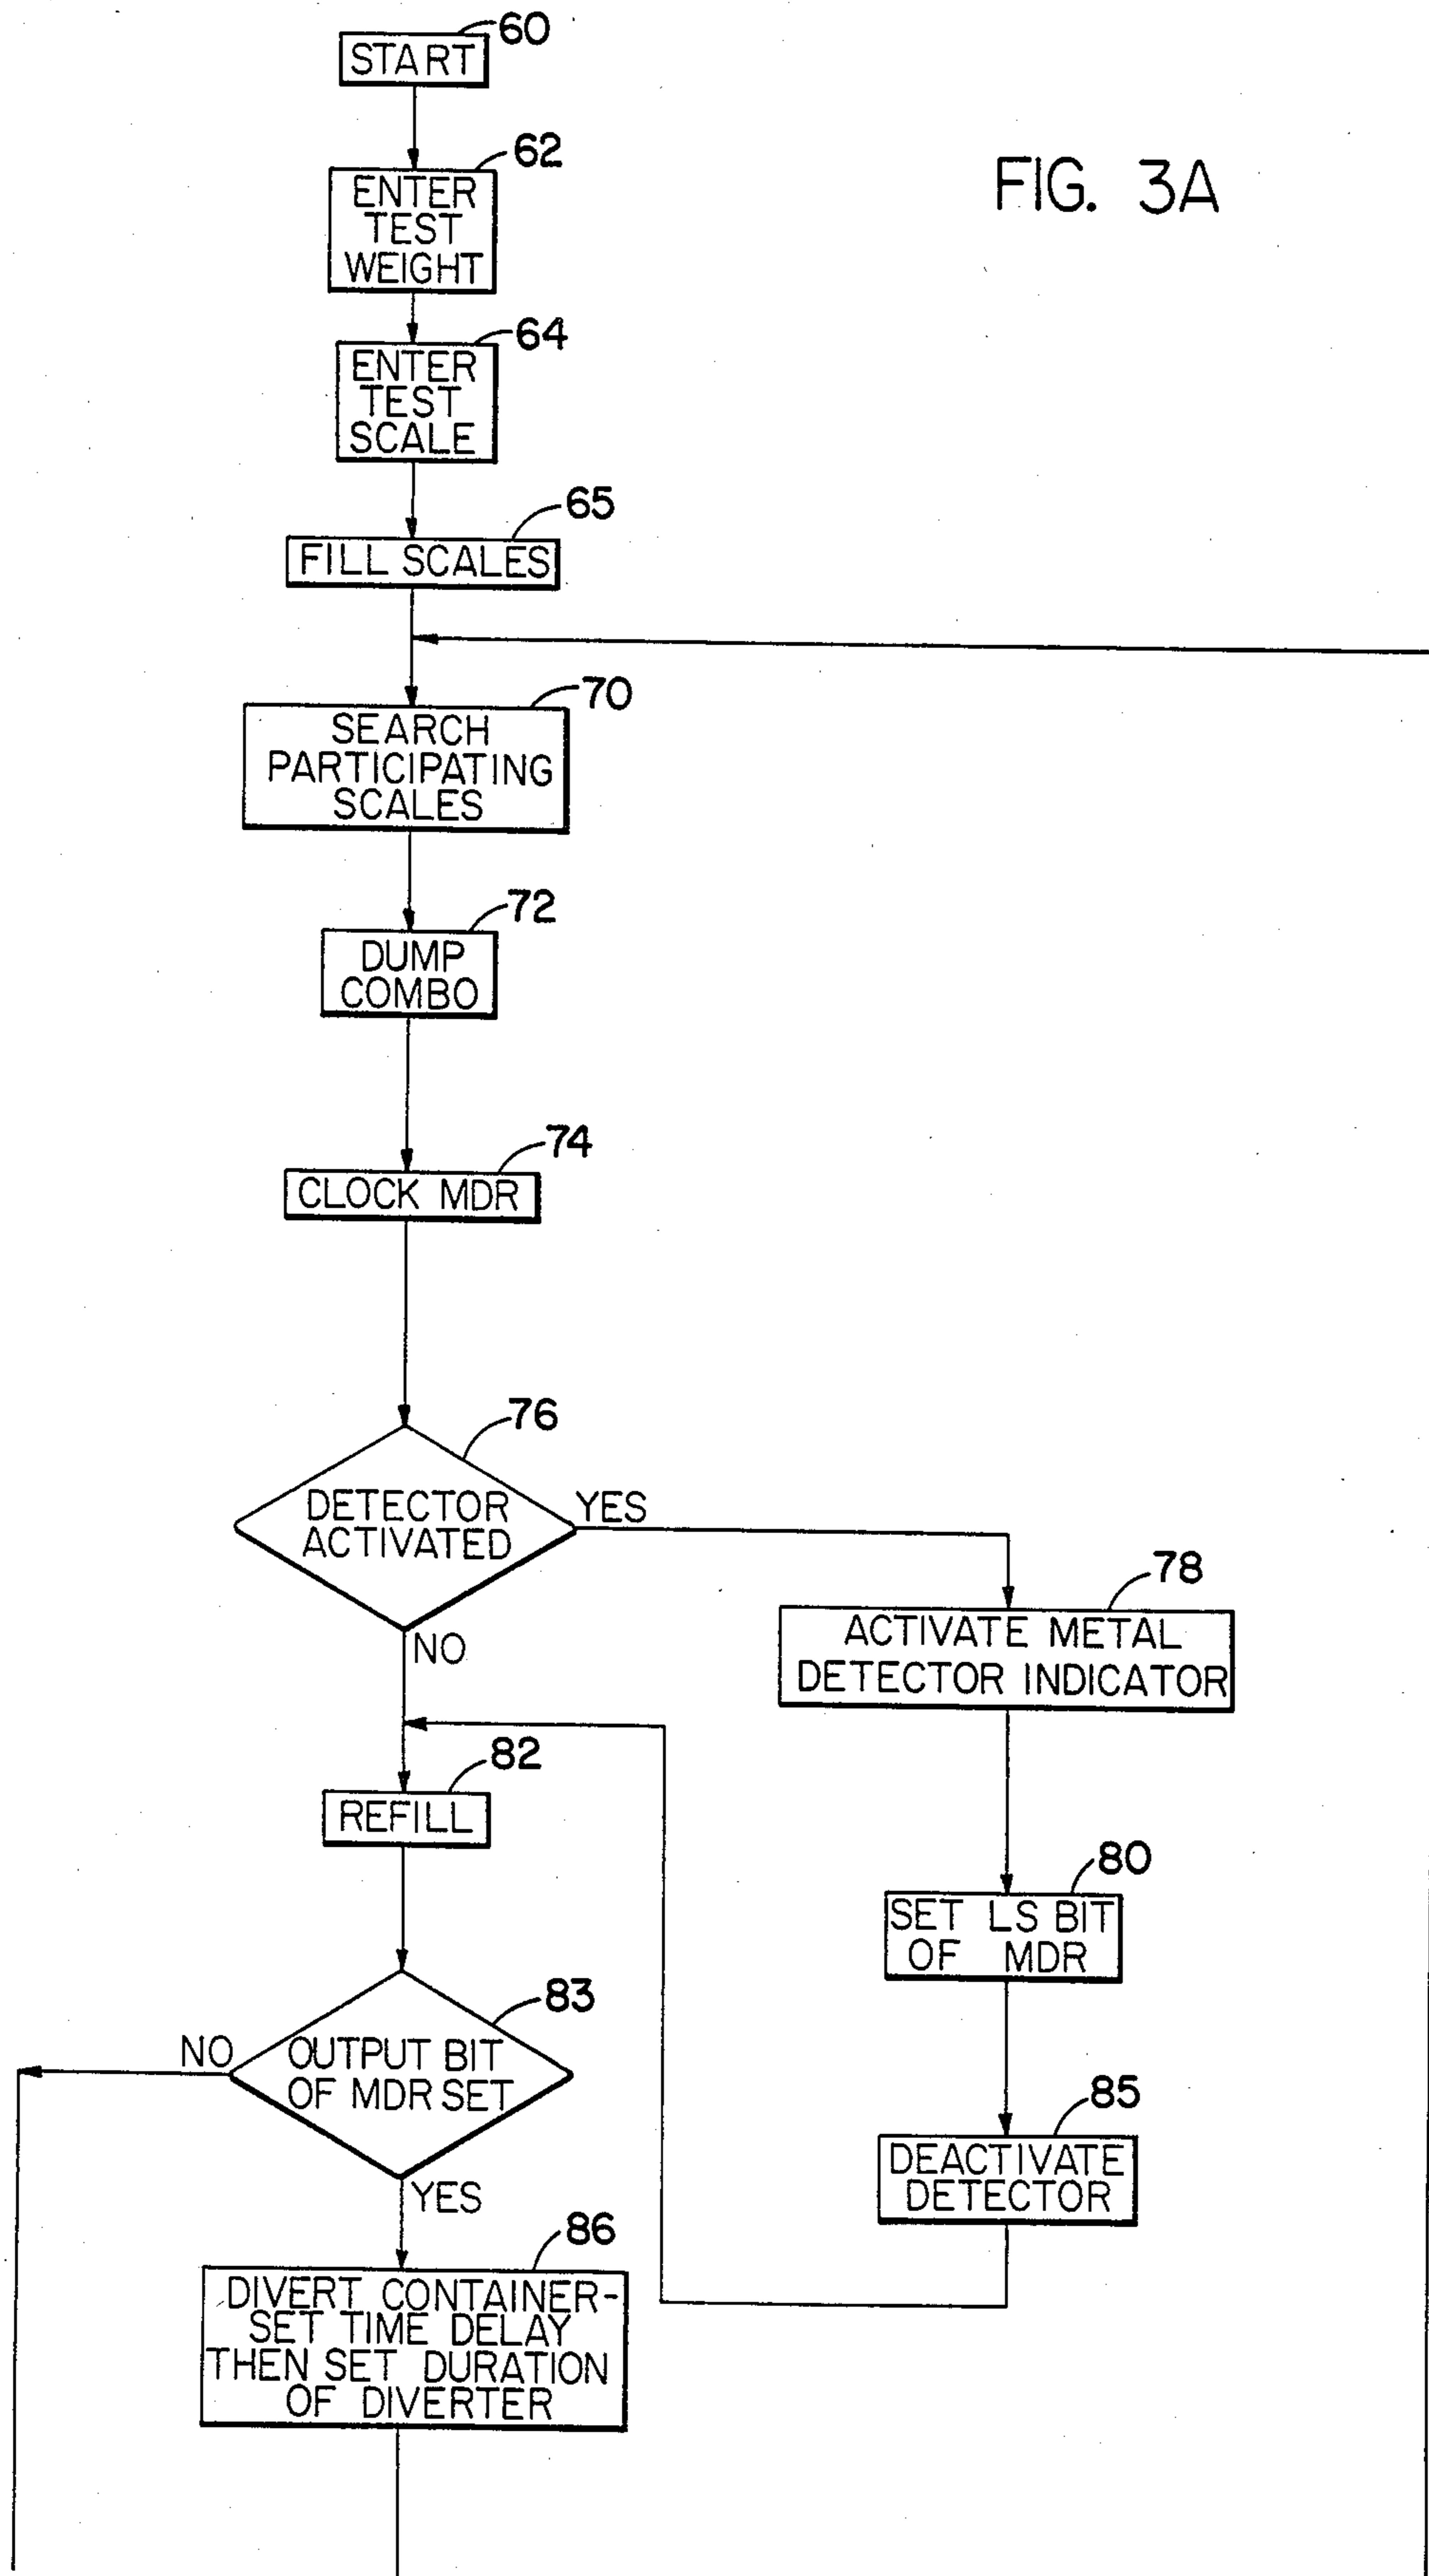 60
START
FIG. 3A
62
ENTER
TEST
WEIGHT
64
ENTER
TEST
SCALE
65
FILL SCALES
70
SEARCH
PARTICIPATING
SCALES
72
DUMP
COMBO
74
CLOCK MDR
76
DETECTOR
ACTIVATED
YES
NO
78
ACTIVATE METAL
DETECTOR INDICATOR
82
REFILL
80
SET LS BIT
OF MDR
83
NO
OUTPUT BIT
OF MDR SET
YES
85
DEACTIVATE
DETECTOR
86
DIVERT CONTAINER-
SET TIME DELAY
THEN SET DURATION
OF DIVERTER